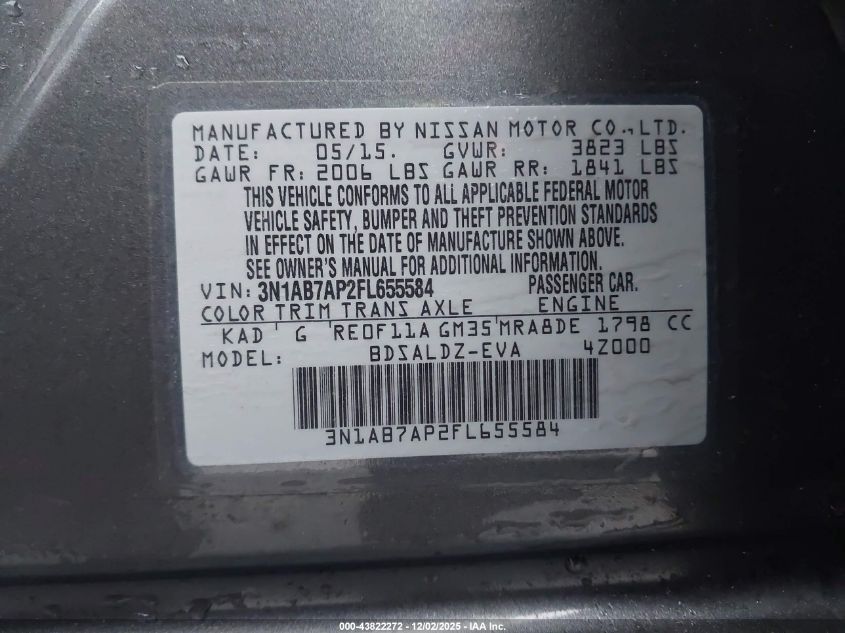 MANUFACTURED BY NISSAN MOTOR CO.,LTD.
DATE: 05/15. GVWR: 3823 LBS
GAWR FR: 2006 LBS GAWR RR: 1841 LBS
THIS VEHICLE CONFORMS TO ALL APPLICABLE FEDERAL MOTOR
VEHICLE SAFETY, BUMPER AND THEFT PREVENTION STANDARDS
IN EFFECT ON THE DATE OF MANUFACTURE SHOWN ABOVE.
SEE OWNER'S MANUAL FOR ADDITIONAL INFORMATION.
VIN: 3N1AB7AP2FL655584 PASSENGER CAR.
COLOR TRIM TRANS AXLE ENGINE
KAD G RE0F11A GM35 MRA8DE 1798 CC
MODEL: BDSALDZ-EVA 4Z000
3N1AB7AP2FL655584
000-43822272 - 12/02/2025 - IAA Inc.